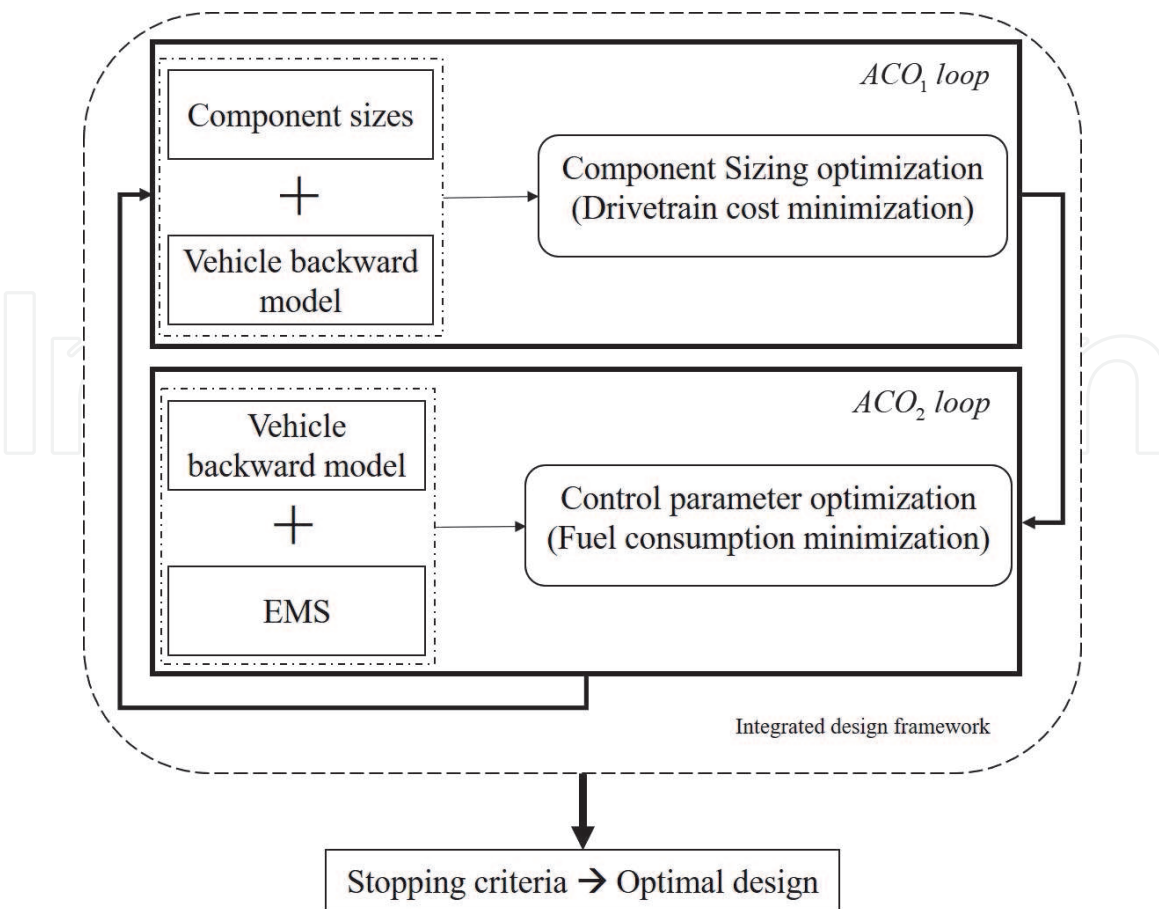 ACO₁ loop
Component sizes
+
Vehicle backward
model
Component Sizing optimization
(Drivetrain cost minimization)
ACO₂ loop
Vehicle
backward model
+
EMS
Control parameter optimization
(Fuel consumption minimization)
Integrated design framework
Stopping criteria → Optimal design